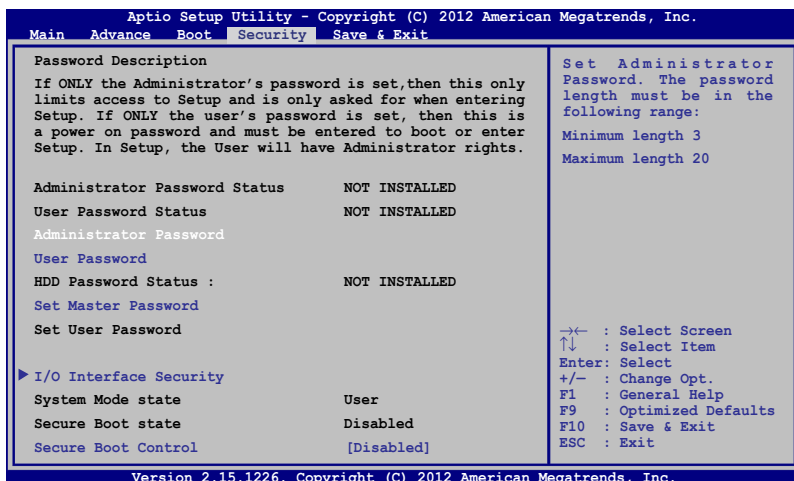 Aptio Setup Utility - Copyright (C) 2012 American Megatrends, Inc.
Main Advance Boot Security Save & Exit
Password Description
If ONLY the Administrator's password is set,then this only
limits access to Setup and is only asked for when entering
Setup. If ONLY the user's password is set, then this is
a power on password and must be entered to boot or enter
Setup. In Setup, the User will have Administrator rights.
Administrator Password Status NOT INSTALLED
User Password Status NOT INSTALLED
Administrator Password
User Password
HDD Password Status : NOT INSTALLED
Set Master Password
Set User Password
I/O Interface Security
System Mode state User
Secure Boot state Disabled
Secure Boot Control [Disabled]
Set Administrator
Password. The password
length must be in the
following range:
Minimum length 3
Maximum length 20
→← : Select Screen
↑↓ : Select Item
Enter: Select
+/— : Change Opt.
F1 : General Help
F9 : Optimized Defaults
F10 : Save & Exit
ESC : Exit
Version 2.15.1226. Copyright (C) 2012 American Megatrends, Inc.